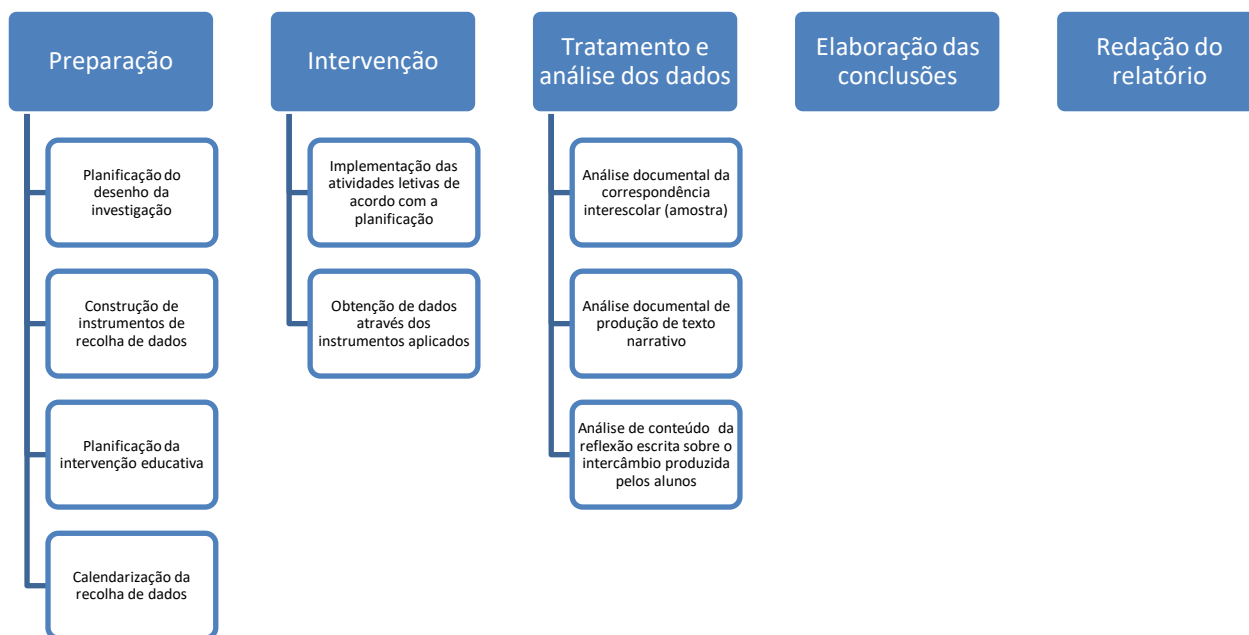 Preparação
Planificação do
desenho da
investigação
Construção de
instrumentos de
recolha de dados
Planificação da
intervenção educativa
Calendarização da
recolha de dados
Intervenção
Implementação das
atividades letivas de
acordo com a
planificação
Obtenção de dados
através dos
instrumentos aplicados
Tratamento e
análise dos dados
Análise documental da
correspondência
interescolar (amostra)
Análise documental de
produção de texto
narrativo
Análise de conteúdo da
reflexão escrita sobre o
intercâmbio produzida
pelos alunos
Elaboração das
conclusões
Redação do
relatório